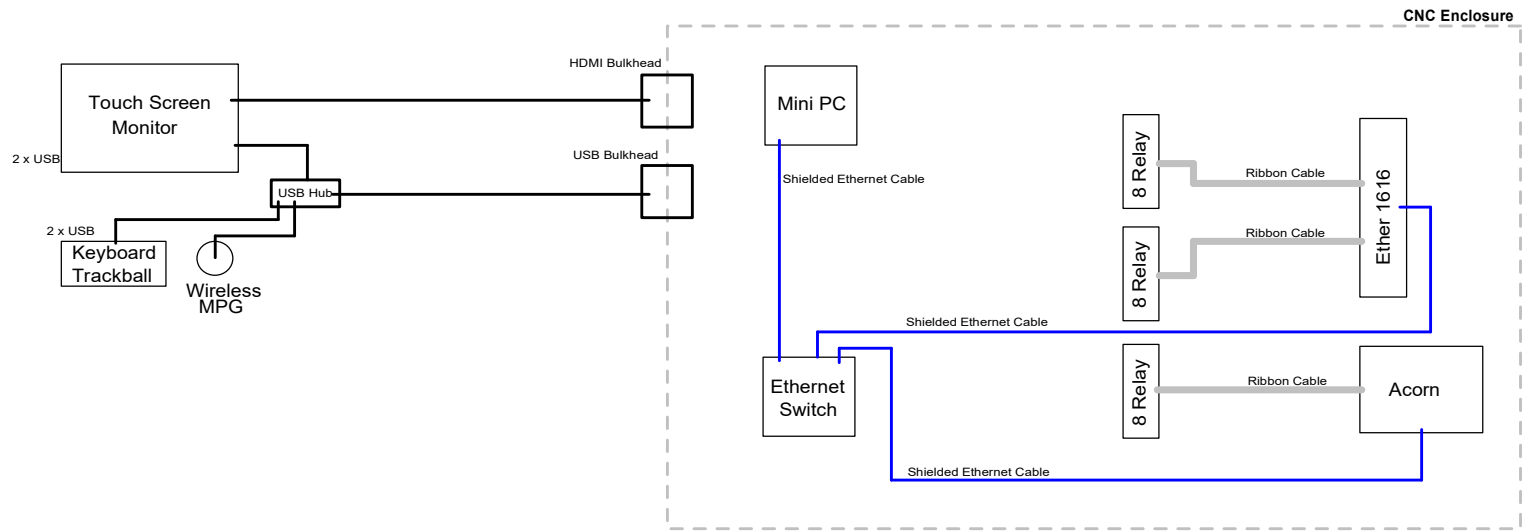 CNC Enclosure
HDMI Bulkhead
Touch Screen
Monitor
Mini PC
8 Relay
Ribbon Cable
Ether 1616
2 x USB
USB Bulkhead
Shielded Ethernet Cable
USB Hub
2 x USB
Keyboard
Trackball
Wireless
MPG
8 Relay
Ribbon Cable
Shielded Ethernet Cable
Ethernet
Switch
8 Relay
Ribbon Cable
Acorn
Shielded Ethernet Cable